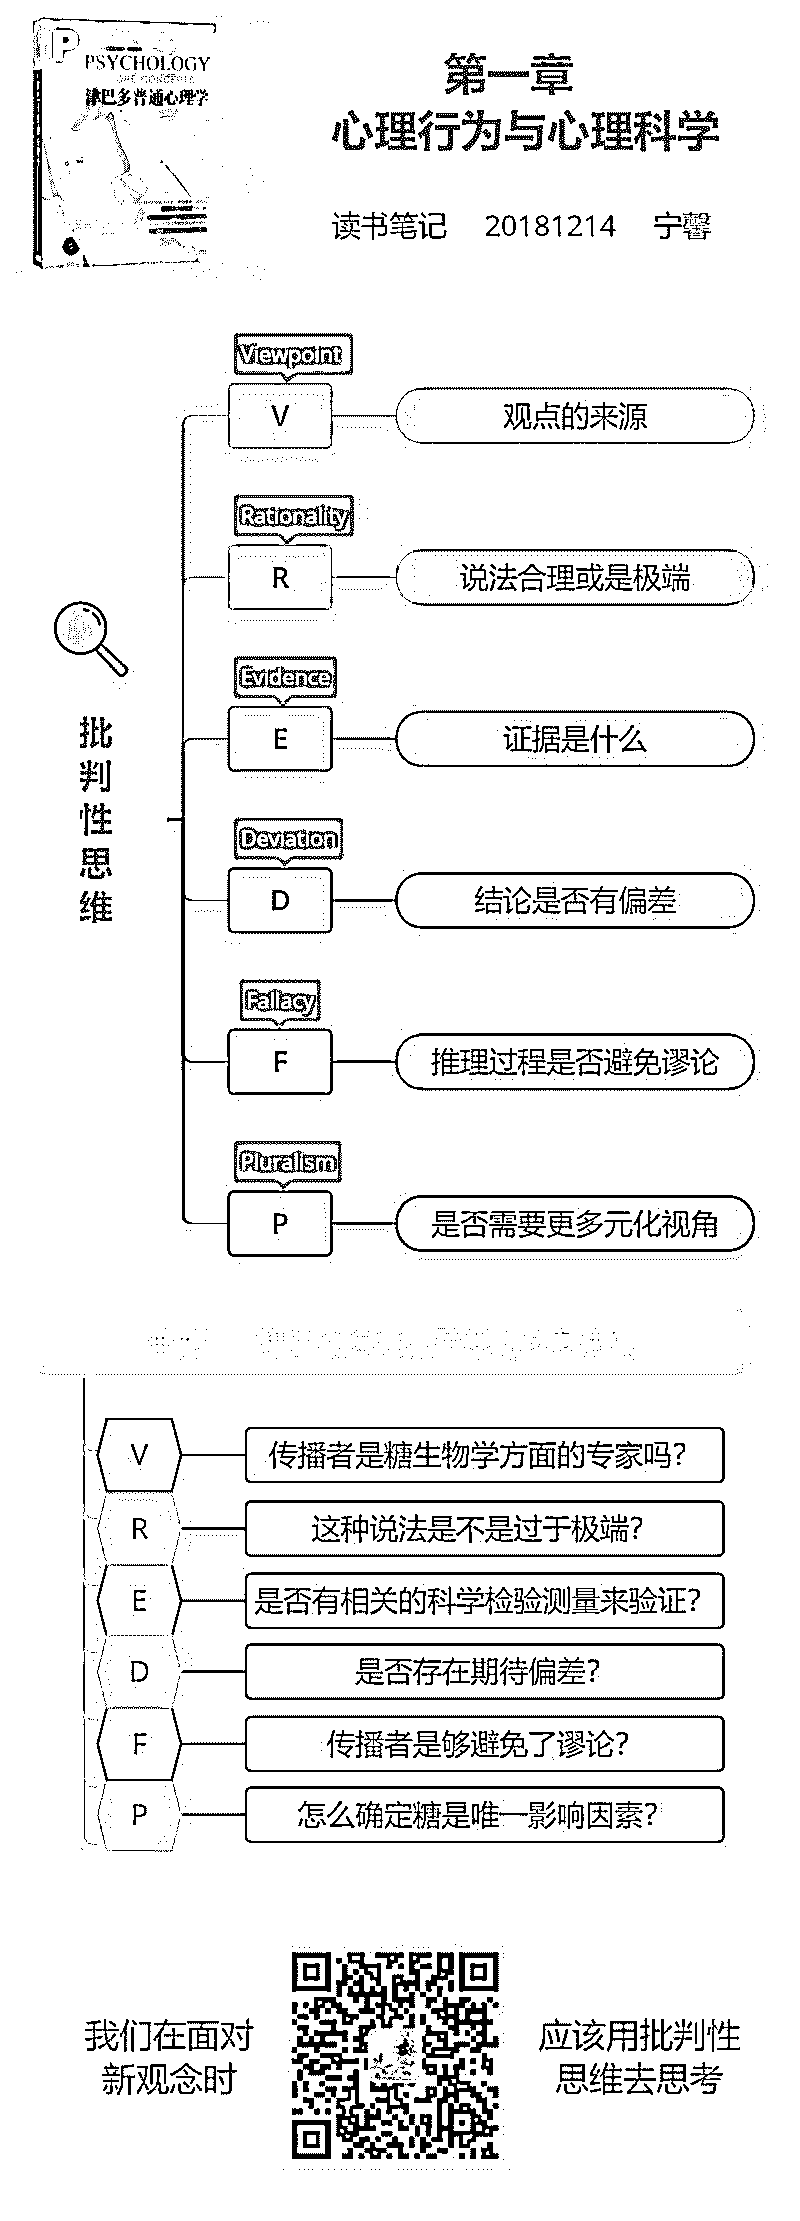 P
PSYCHOLOGY
津巴多普通心理学
第一章
心理行为与心理科学
读书笔记 20181214 宁馨
批判性思维
Viewpoint
V 观点的来源
Rationality
R 说法合理或是极端
Evidence
E 证据是什么
Deviation
D 结论是否有偏差
Fallacy
F 推理过程是否避免谬论
Pluralism
P 是否需要更多元化视角
V 传播者是糖生物学方面的专家吗？
R 这种说法是不是过于极端？
E 是否有相关的科学检验测量来验证？
D 是否存在期待偏差？
F 传播者是够避免了谬论？
P 怎么确定糖是唯一影响因素？
我们在面对
新观念时
应该用批判性
思维去思考